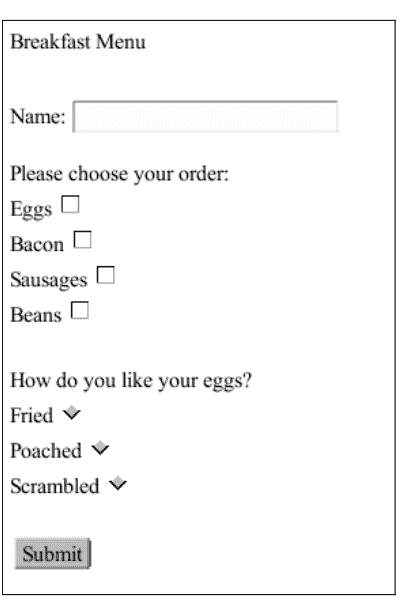 Breakfast Menu
Name:
Please choose your order:
Eggs
Bacon
Sausages
Beans
How do you like your eggs?
Fried
Poached
Scrambled
Submit